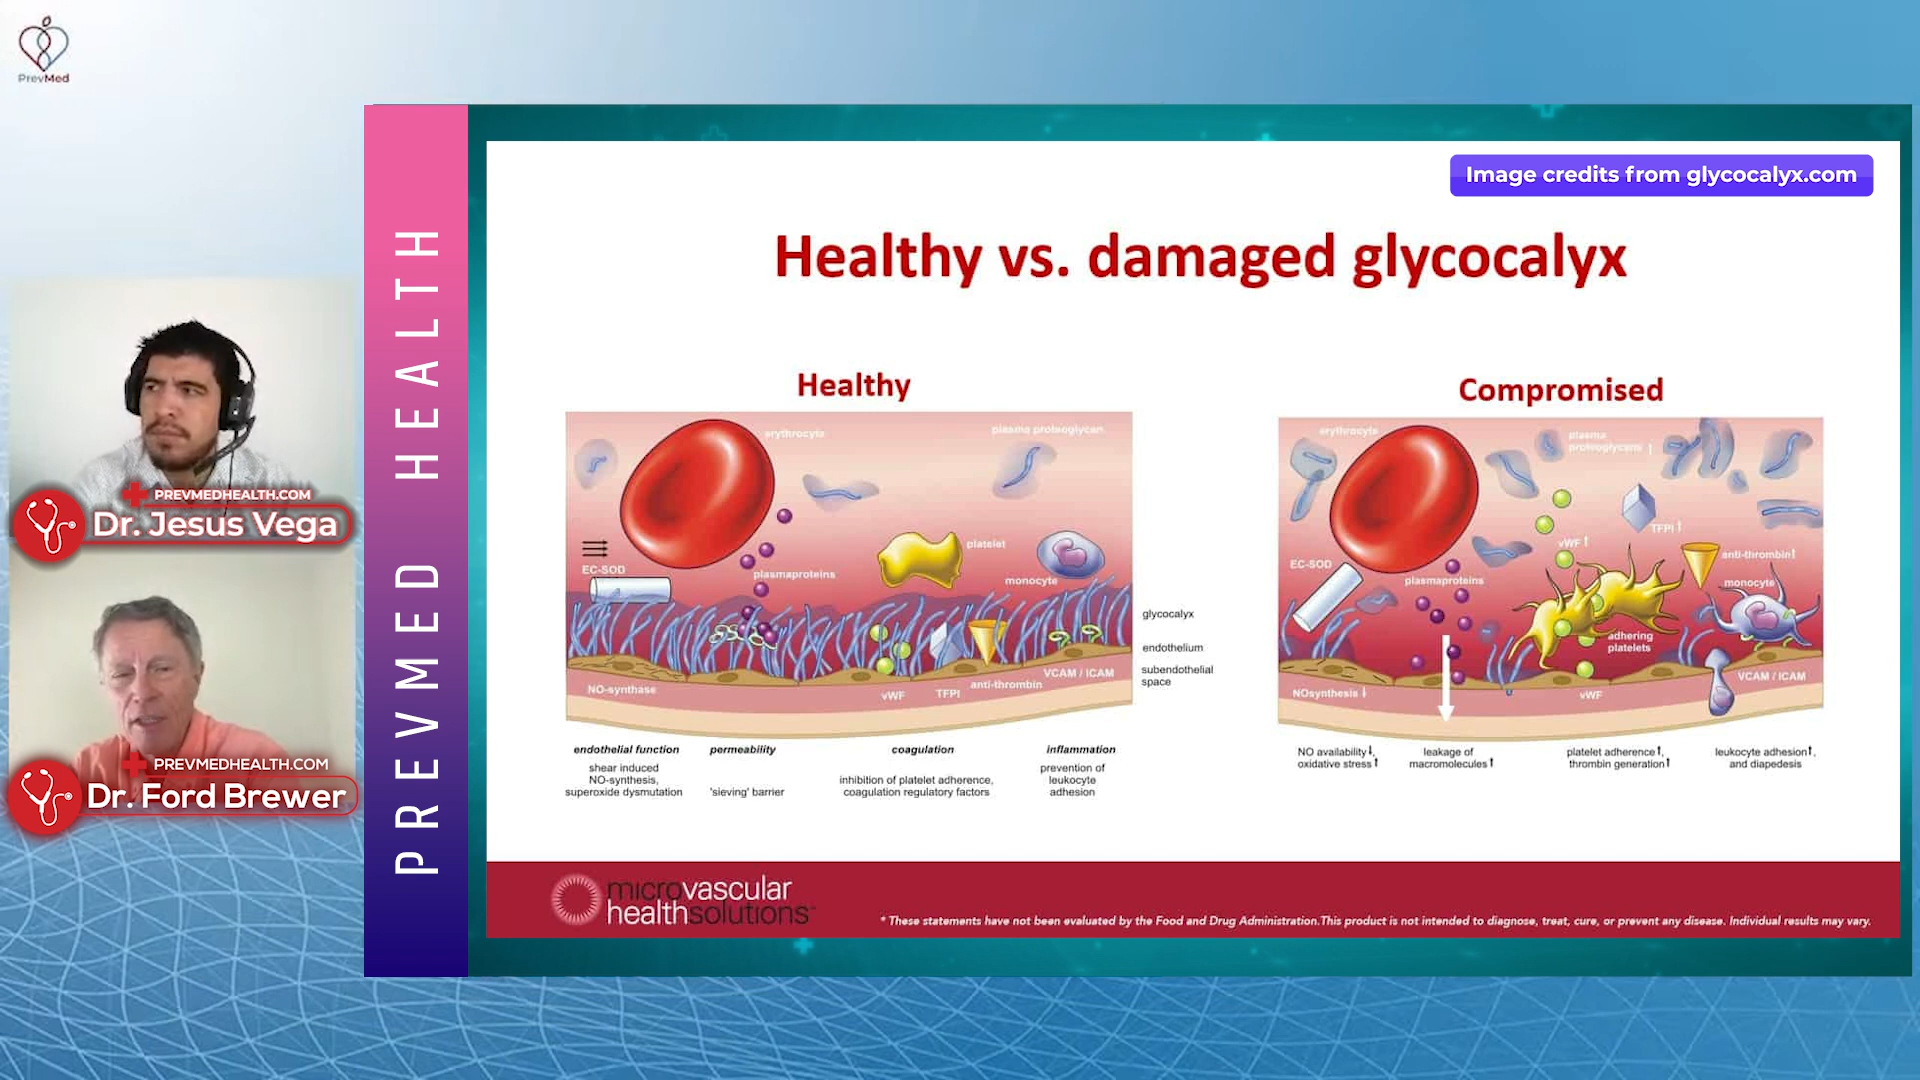 PrevMed
PREVMEDHEALTH.COM
Dr. Jesus Vega
PREVMEDHEALTH.COM
Dr. Ford Brewer
PREVMED HEALTH
Image credits from glycocalyx.com
Healthy vs. damaged glycocalyx
Healthy
erythrocyte
plasma proteoglycan
platelet
EC-SOD
plasmaproteins
monocyte
glycocalyx
endothelium
subendothelial
space
NO-synthase
vWF
TFPI
anti-thrombin
VCAM / ICAM
endothelial function
shear induced
NO-synthesis,
superoxide dysmutation
permeability
'sieving' barrier
coagulation
inhibition of platelet adherence,
coagulation regulatory factors
inflammation
prevention of
leukocyte
adhesion
Compromised
erythrocyte
plasma
proteoglycans ↑
TFPI ↑
vWF ↑
anti-thrombin↑
EC-SOD
plasmaproteins
monocyte
adhering
platelets
NOsynthesis ↓
vWF
VCAM / ICAM
NO availability↓,
oxidative stress↑
leakage of
macromolecules↑
platelet adherence↑,
thrombin generation↑
leukocyte adhesion↑,
and diapedesis
microvascular
healthsolutions
* These statements have not been evaluated by the Food and Drug Administration.This product is not intended to diagnose, treat, cure, or prevent any disease. Individual results may vary.